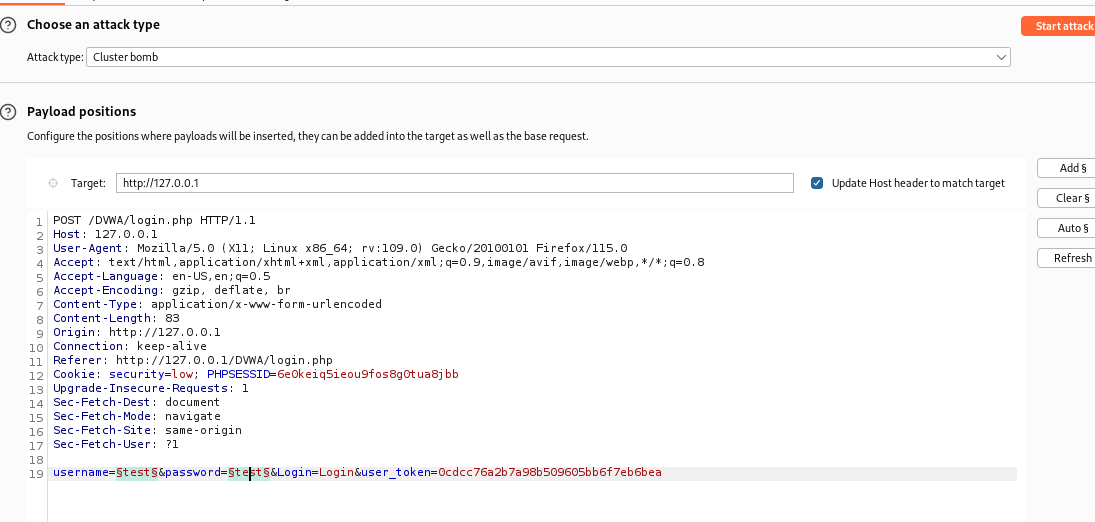 Choose an attack type
Start attack
Attack type: Cluster bomb
Payload positions
Configure the positions where payloads will be inserted, they can be added into the target as well as the base request.
Target: http://127.0.0.1 Update Host header to match target
Add §
Clear §
Auto §
Refresh
1 POST /DVWA/login.php HTTP/1.1
2 Host: 127.0.0.1
3 User-Agent: Mozilla/5.0 (X11; Linux x86_64; rv:109.0) Gecko/20100101 Firefox/115.0
4 Accept: text/html,application/xhtml+xml,application/xml;q=0.9,image/avif,image/webp,*/*;q=0.8
5 Accept-Language: en-US,en;q=0.5
6 Accept-Encoding: gzip, deflate, br
7 Content-Type: application/x-www-form-urlencoded
8 Content-Length: 83
9 Origin: http://127.0.0.1
10 Connection: keep-alive
11 Referer: http://127.0.0.1/DVWA/login.php
12 Cookie: security=low; PHPSESSID=6e0keiq5ieou9fos8g0tua8jbb
13 Upgrade-Insecure-Requests: 1
14 Sec-Fetch-Dest: document
15 Sec-Fetch-Mode: navigate
16 Sec-Fetch-Site: same-origin
17 Sec-Fetch-User: ?1
18
19 username=§test§&password=§test§&Login=Login&user_token=0cdcc76a2b7a98b509605bb6f7eb6bea